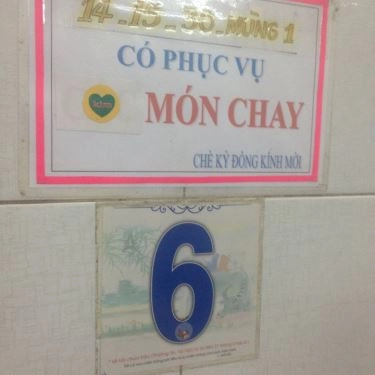 14_15_30_MÙNG 1
CÓ PHỤC VỤ
MÓN CHAY
CHÈ KỲ ĐỒNG KÍNH MỜI
6